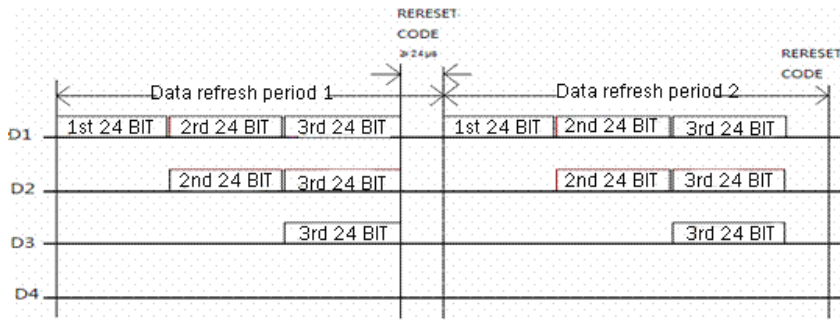 RERESET
CODE
≥24μs
RERESET
CODE
Data refresh period 1
Data refresh period 2
D1
1st 24 BIT
2rd 24 BIT
3rd 24 BIT
1st 24 BIT
2nd 24 BIT
3rd 24 BIT
D2
2nd 24 BIT
3rd 24 BIT
2nd 24 BIT
3rd 24 BIT
D3
3rd 24 BIT
3rd 24 BIT
D4